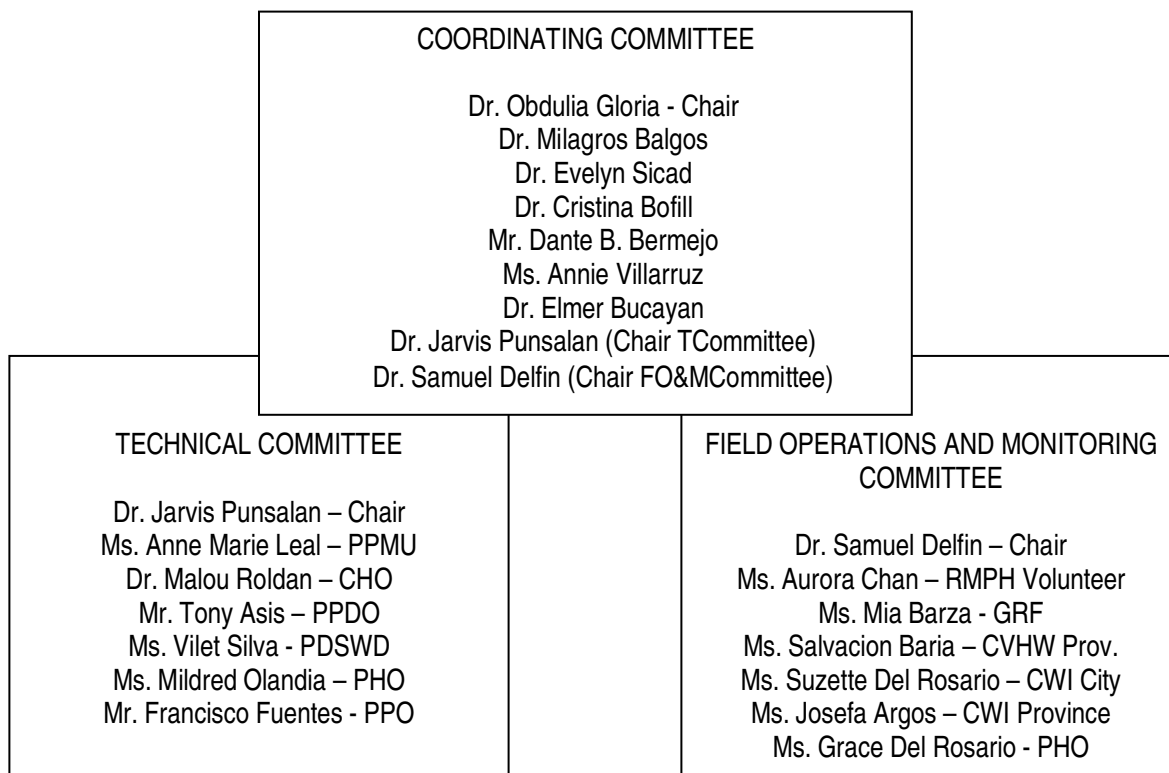 COORDINATING COMMITTEE
Dr. Obdulia Gloria - Chair
Dr. Milagros Balgos
Dr. Evelyn Sicad
Dr. Cristina Bofill
Mr. Dante B. Bermejo
Ms. Annie Villarruz
Dr. Elmer Bucayan
Dr. Jarvis Punsalan (Chair TCommittee)
Dr. Samuel Delfin (Chair FO&MCommittee)
TECHNICAL COMMITTEE
Dr. Jarvis Punsalan – Chair
Ms. Anne Marie Leal – PPMU
Dr. Malou Roldan – CHO
Mr. Tony Asis – PPDO
Ms. Vilet Silva - PDSWD
Ms. Mildred Olandia – PHO
Mr. Francisco Fuentes - PPO
FIELD OPERATIONS AND MONITORING
COMMITTEE
Dr. Samuel Delfin – Chair
Ms. Aurora Chan – RMPH Volunteer
Ms. Mia Barza - GRF
Ms. Salvacion Baria – CVHW Prov.
Ms. Suzette Del Rosario – CWI City
Ms. Josefa Argos – CWI Province
Ms. Grace Del Rosario - PHO